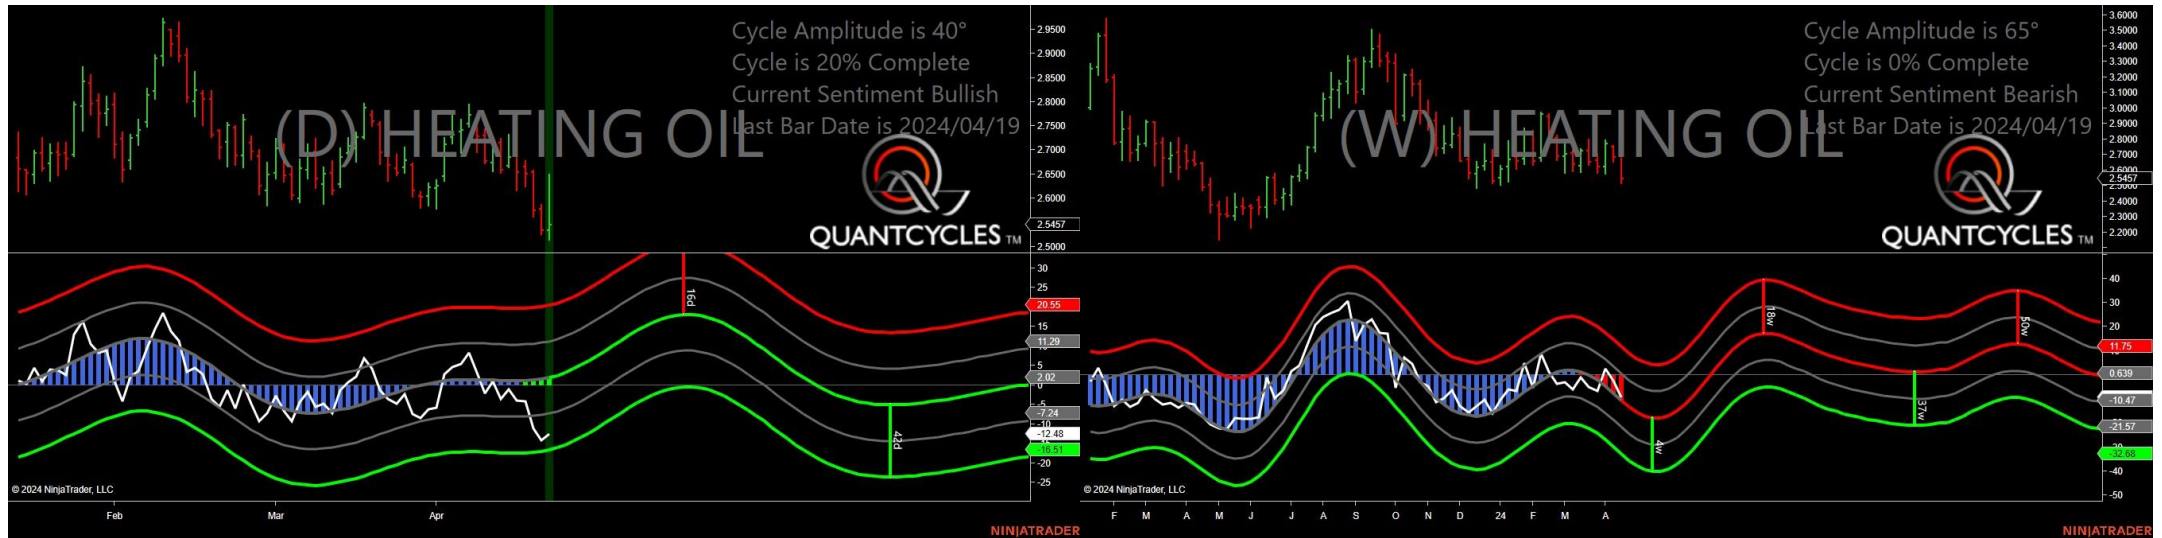 Cycle Amplitude is 40°
Cycle is 20% Complete
Current Sentiment Bullish
Last Bar Date is 2024/04/19
(D) HEATING OIL
QUANTCYCLES TM
2.9500
2.9000
2.8500
2.8000
2.7500
2.7000
2.6500
2.6000
2.5457
2.5000
16d
42d
30
25
20.55
15
11.29
5
2.02
-5
-7.24
-10
-12.48
-16.51
-20
-25
© 2024 NinjaTrader, LLC
Feb
Mar
Apr
NINJATRADER
Cycle Amplitude is 65°
Cycle is 0% Complete
Current Sentiment Bearish
Last Bar Date is 2024/04/19
(W) HEATING OIL
QUANTCYCLES TM
3.6000
3.5000
3.4000
3.3000
3.2000
3.1000
3.0000
2.9000
2.8000
2.7000
2.5457
2.4000
2.3000
2.2000
4w
18w
37w
50w
40
30
20
11.75
0.639
-10.47
-21.57
-32.68
-40
-50
© 2024 NinjaTrader, LLC
F M A M J J A S O N D 24 F M A
NINJATRADER